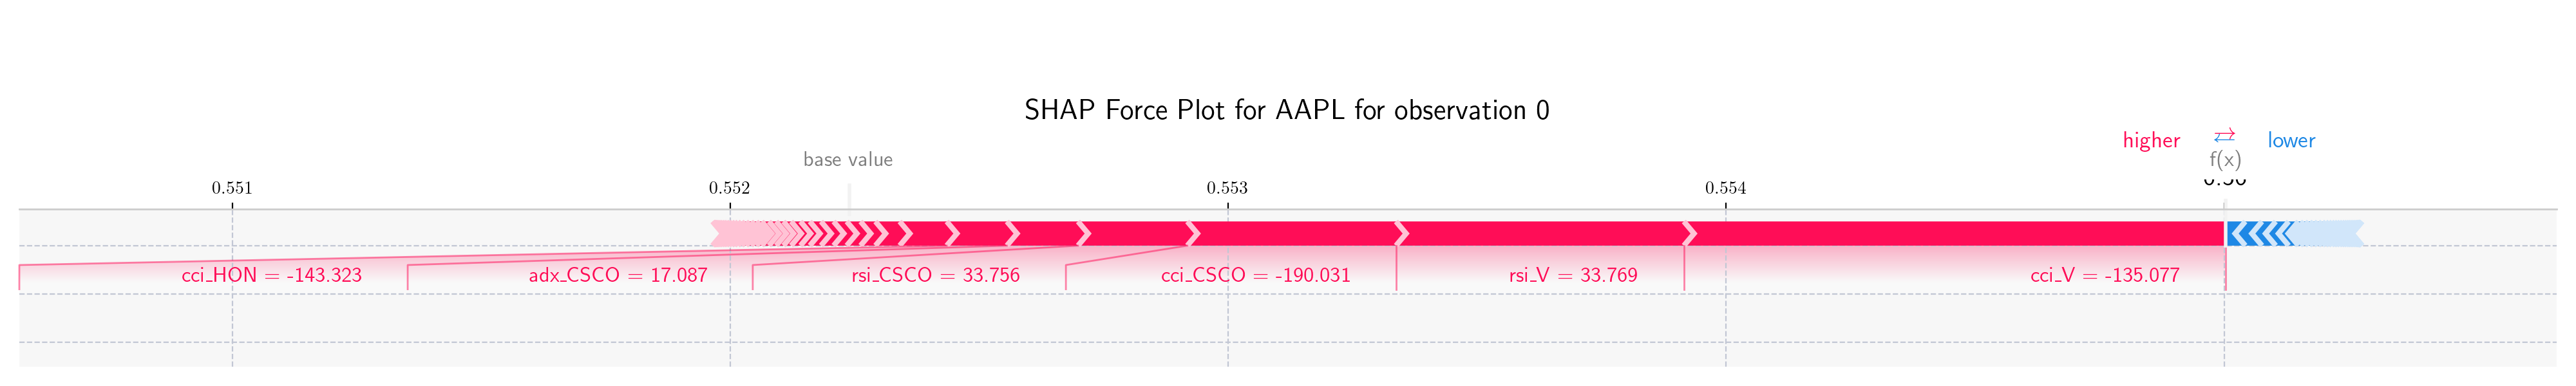 SHAP Force Plot for AAPL for observation 0
higher ⇄ lower
base value
f(x)
0.551 0.552 0.553 0.554
cci_HON = -143.323 adx_CSCO = 17.087 rsi_CSCO = 33.756 cci_CSCO = -190.031 rsi_V = 33.769 cci_V = -135.077